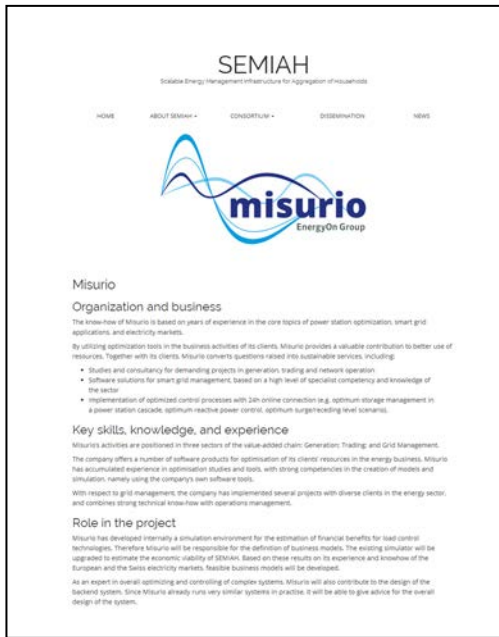 SEMIAH
Scalable Energy Management Infrastructure for Aggregation of Households
HOME ABOUT SEMIAH CONSORTIUM DISSEMINATION NEWS
misurio
EnergyOn Group
Misurio
Organization and business
The know-how of Misurio is based on years of experience in the core topics of power station optimization, smart grid
applications, and electricity markets.
By utilizing optimization tools in the business activities of its clients, Misurio provides a valuable contribution to better use of
resources. Together with its clients, Misurio converts questions raised into sustainable services, including:
• Studies and consultancy for demanding projects in generation, trading and network operation
• Software solutions for smart grid management, based on a high level of specialist competency and knowledge of
the sector
• Implementation of optimized control processes with 24h online connection (e.g. optimum storage management in
a power station cascade, optimum reactive power control, optimum surge/receding level scenario).
Key skills, knowledge, and experience
Misurio's activities are positioned in three sectors of the value-added chain: Generation; Trading; and Grid Management.
The company offers a number of software products for optimisation of its clients' resources in the energy business. Misurio
has accumulated experience in optimisation studies and tools, with strong competencies in the creation of models and
simulation, namely using the company's own software tools.
With respect to grid management, the company has implemented several projects with diverse clients in the energy sector,
and combines strong technical know-how with operations management.
Role in the project
Misurio has developed internally a simulation environment for the estimation of financial benefits for load control
technologies. Therefore Misurio will be responsible for the definition of business models. The existing simulator will be
upgraded to estimate the economic viability of SEMIAH. Based on these results on its experience and knowhow of the
European and the Swiss electricity markets, feasible business models will be developed.
As an expert in overall optimizing and controlling of complex systems, Misurio will also contribute to the design of the
backend system. Since Misurio already runs very similar systems in practise, it will be able to give advice for the overall
design of the system.